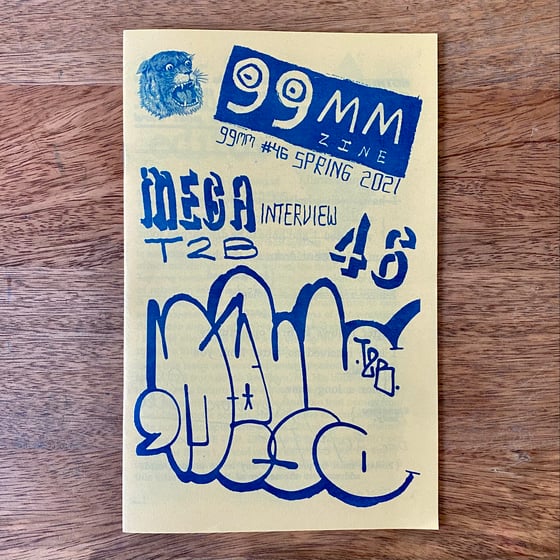 99MM
ZINE
99MM #46 SPRING 2021
MEGA INTERVIEW
T2B
46
T2B